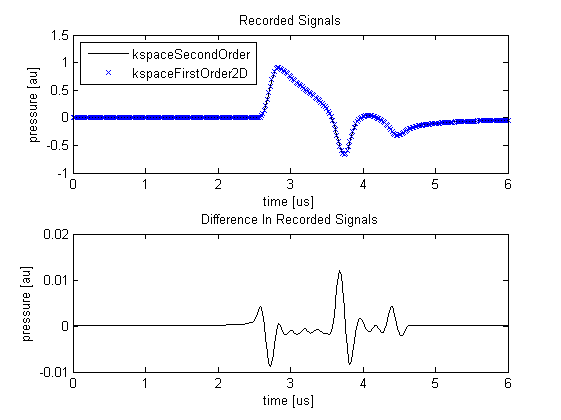 Recorded Signals
1.5
1
0.5
0
-0.5
-1
pressure [au]
kspaceSecondOrder
kspaceFirstOrder2D
0 1 2 3 4 5 6
time [us]
Difference In Recorded Signals
0.02
0.01
0
-0.01
pressure [au]
0 1 2 3 4 5 6
time [us]